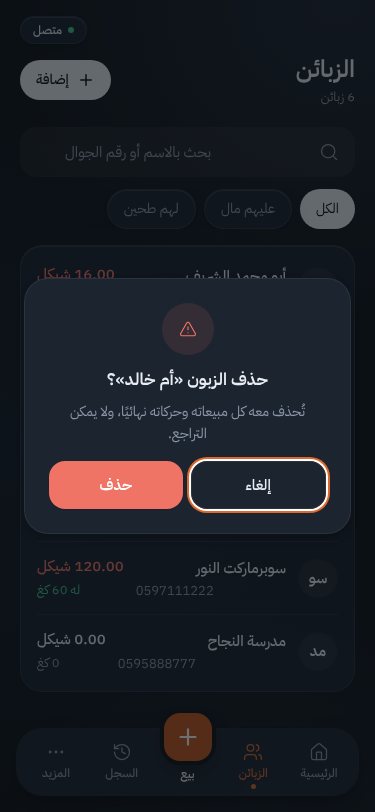 متصل
الزبائن
6 زبائن
إضافة
بحث بالاسم أو رقم الجوال
الكل
عليهم مال
لهم طحين
أبو محمد الشريف
16.00 شيكل
حذف الزبون «أم خالد»؟
تُحذف معه كل مبيعاته وحركاته نهائيًا، ولا يمكن
التراجع.
إلغاء
حذف
سو
سوبرماركت النور
120.00 شيكل
0597111222
له 60 كغ
مد
مدرسة النجاح
0.00 شيكل
0595888777
0 كغ
الرئيسية
الزبائن
بيع
السجل
المزيد